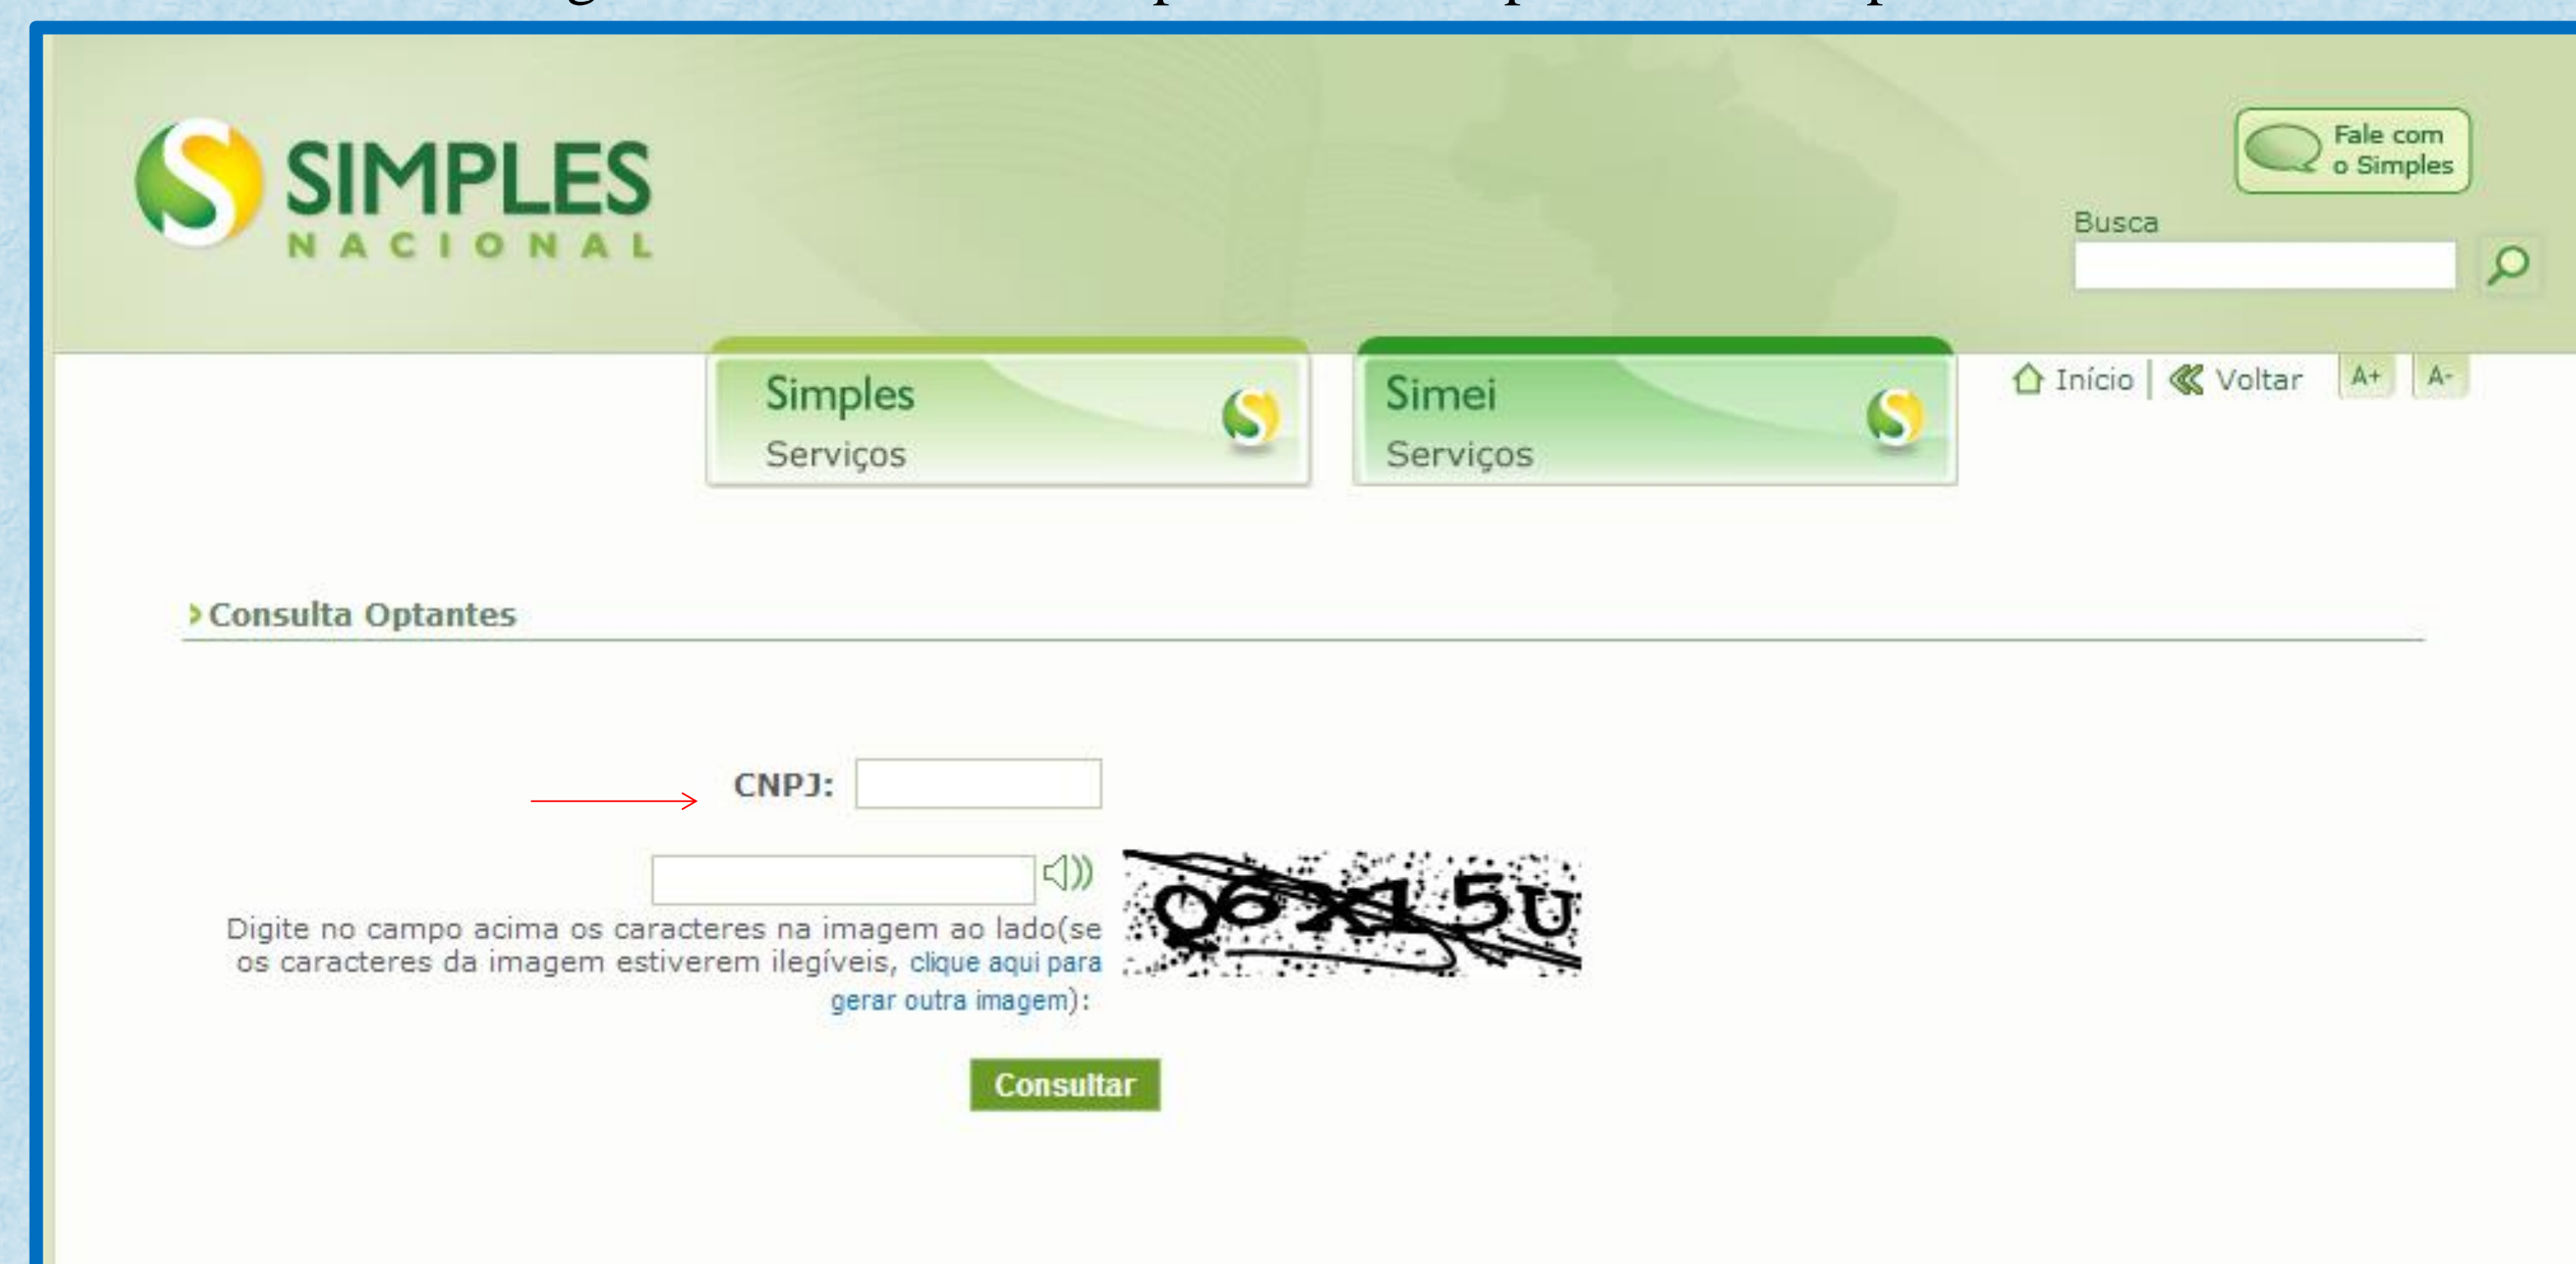 SIMPLES
NACIONAL
Fale com
o Simples
Busca
Simples
Serviços
Simei
Serviços
Início | Voltar A+ A-
Consulta Optantes
CNPJ:
Digite no campo acima os caracteres na imagem ao lado(se
os caracteres da imagem estiverem ilegíveis, clique aqui para
gerar outra imagem):
Consultar